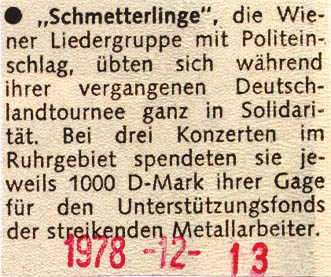 ● „Schmetterlinge“, die Wie-
ner Liedergruppe mit Politein-
schlag, übten sich während
ihrer vergangenen Deutsch-
landtournee ganz in Solidari-
tät. Bei drei Konzerten im
Ruhrgebiet spendeten sie je-
weils 1000 D-Mark ihrer Gage
für den Unterstützungsfonds
der streikenden Metallarbeiter.
1978 -12- 13